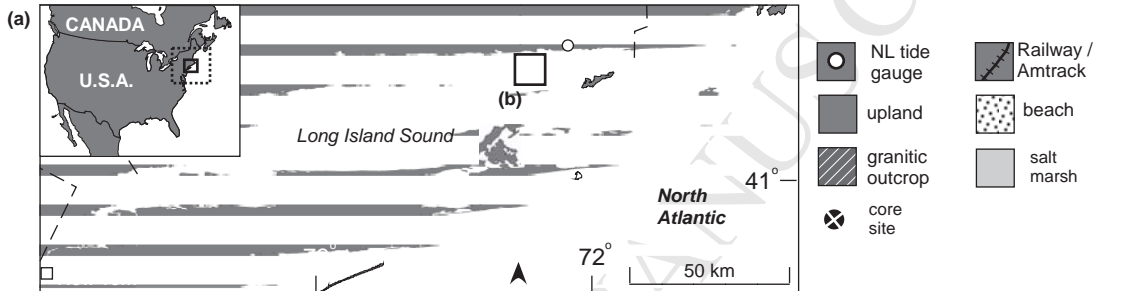 (a)
CANADA
U.S.A.
(b)
Long Island Sound
North
Atlantic
41°
72°
50 km
NL tide
gauge
upland
granitic
outcrop
core
site
Railway /
Amtrack
beach
salt
marsh